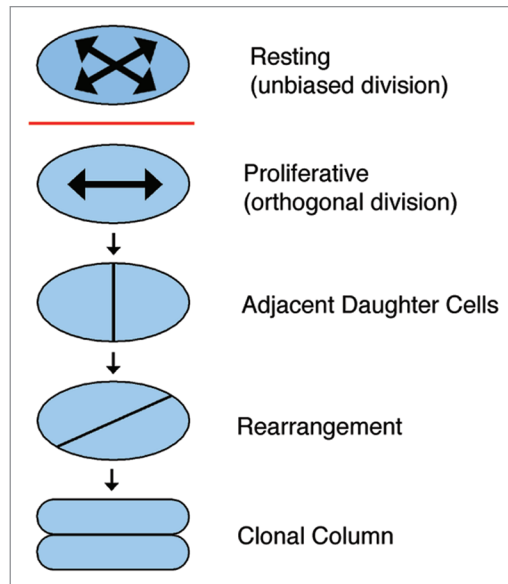 Resting
(unbiased division)
Proliferative
(orthogonal division)
Adjacent Daughter Cells
Rearrangement
Clonal Column